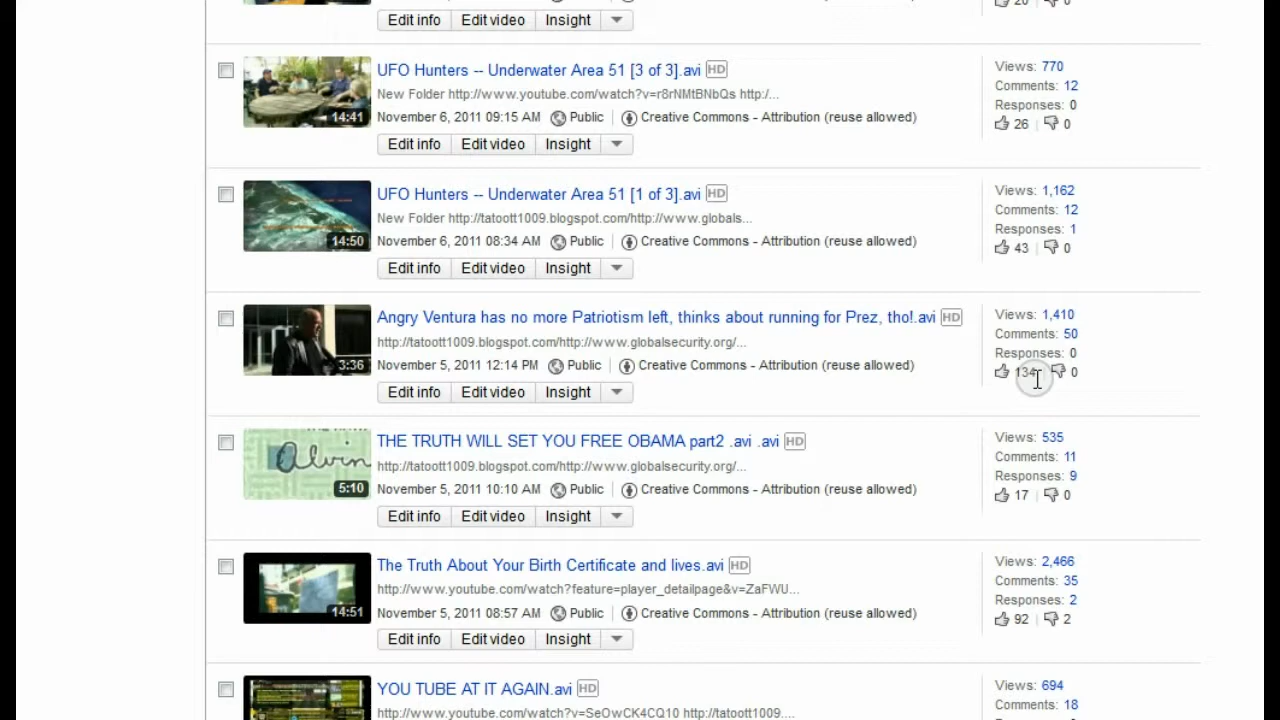 20 0
Edit info Edit video Insight
UFO Hunters -- Underwater Area 51 [3 of 3].avi HD
New Folder http://www.youtube.com/watch?v=r8rNMtBNbQs http:/...
14:41
November 6, 2011 09:15 AM Public Creative Commons - Attribution (reuse allowed)
Edit info Edit video Insight
Views: 770
Comments: 12
Responses: 0
26 0
UFO Hunters -- Underwater Area 51 [1 of 3].avi HD
New Folder http://tatoott1009.blogspot.com/http://www.globals...
14:50
November 6, 2011 08:34 AM Public Creative Commons - Attribution (reuse allowed)
Edit info Edit video Insight
Views: 1,162
Comments: 12
Responses: 1
43 0
Angry Ventura has no more Patriotism left, thinks about running for Prez, tho!.avi HD
http://tatoott1009.blogspot.com/http://www.globalsecurity.org/...
3:36
November 5, 2011 12:14 PM Public Creative Commons - Attribution (reuse allowed)
Edit info Edit video Insight
Views: 1,410
Comments: 50
Responses: 0
134 0
THE TRUTH WILL SET YOU FREE OBAMA part2 .avi .avi HD
http://tatoott1009.blogspot.com/http://www.globalsecurity.org/...
alvin
5:10
November 5, 2011 10:10 AM Public Creative Commons - Attribution (reuse allowed)
Edit info Edit video Insight
Views: 535
Comments: 11
Responses: 9
17 0
The Truth About Your Birth Certificate and lives.avi HD
http://www.youtube.com/watch?feature=player_detailpage&v=ZaFWU...
14:51
November 5, 2011 08:57 AM Public Creative Commons - Attribution (reuse allowed)
Edit info Edit video Insight
Views: 2,466
Comments: 35
Responses: 2
92 2
YOU TUBE AT IT AGAIN.avi HD
http://www.youtube.com/watch?v=SeOwCK4CQ10 http://tatoott1009....
Views: 694
Comments: 18